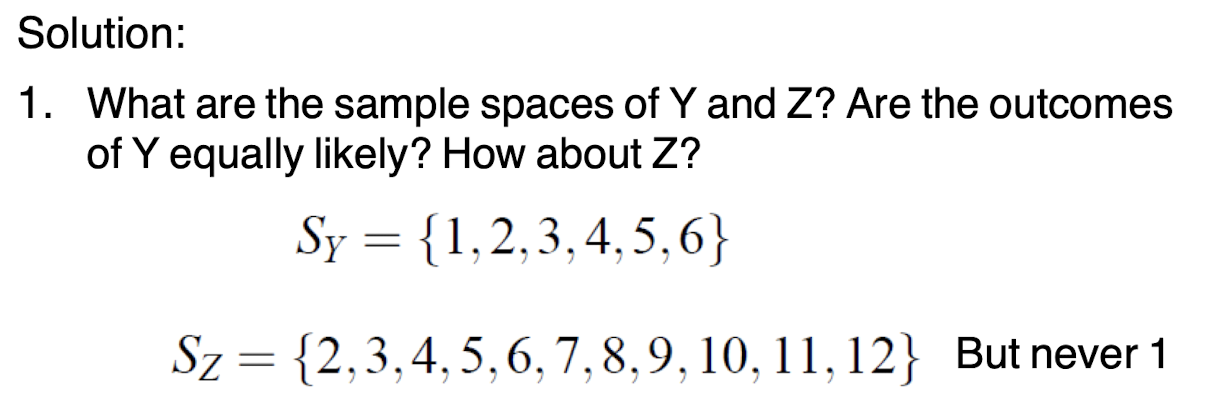 Solution:
1. What are the sample spaces of Y and Z? Are the outcomes
of Y equally likely? How about Z?
S_Y = {1,2,3,4,5,6}
S_Z = {2,3,4,5,6,7,8,9,10,11,12} But never 1